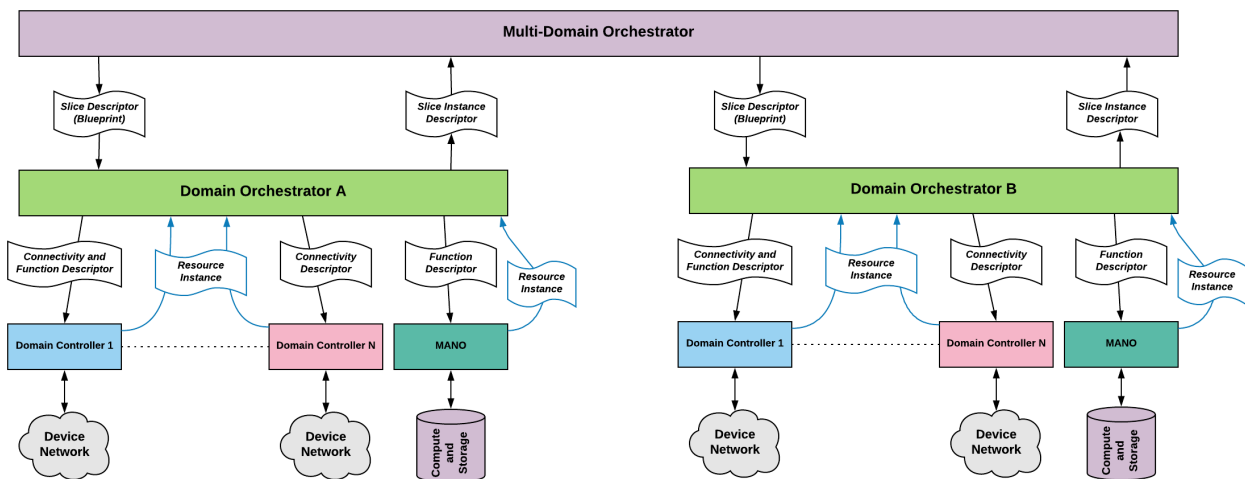 Multi-Domain Orchestrator
Slice Descriptor
(Blueprint)
Slice Instance
Descriptor
Slice Descriptor
(Blueprint)
Slice Instance
Descriptor
Domain Orchestrator A
Domain Orchestrator B
Connectivity and
Function Descriptor
Resource
Instance
Connectivity
Descriptor
Function
Descriptor
Resource
Instance
Connectivity and
Function Descriptor
Resource
Instance
Connectivity
Descriptor
Function
Descriptor
Resource
Instance
Domain Controller 1
Domain Controller N
MANO
Domain Controller 1
Domain Controller N
MANO
Device
Network
Device
Network
Compute
and
Storage
Device
Network
Device
Network
Compute
and
Storage